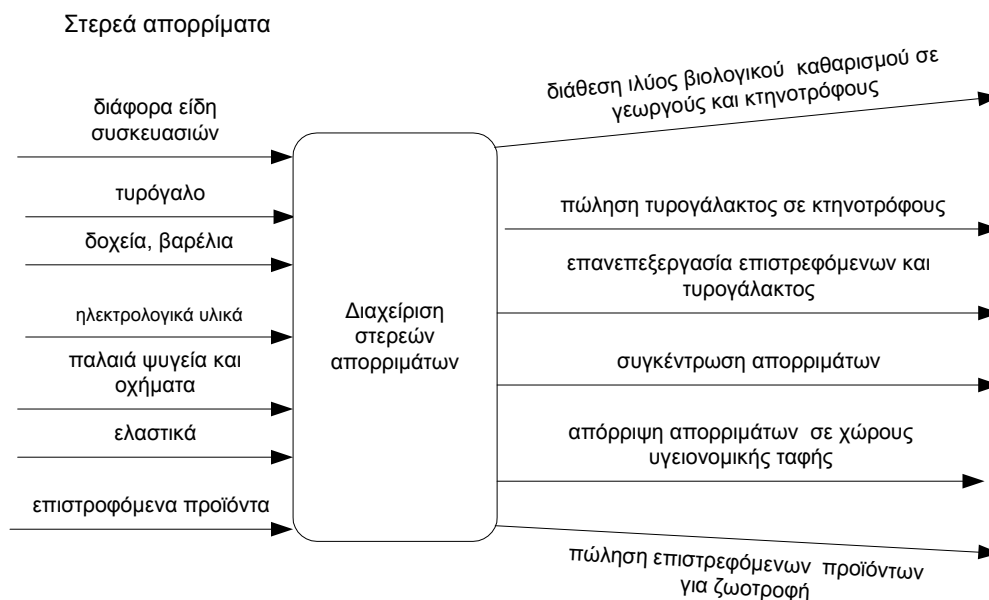 Στερεά απορρίματα
διάφορα είδη
συσκευασιών
τυρόγαλο
δοχεία, βαρέλια
ηλεκτρολογικά υλικά
παλαιά ψυγεία και
οχήματα
ελαστικά
επιστροφόμενα προϊόντα
Διαχείριση
στερεών
απορριμάτων
διάθεση ιλύος βιολογικού καθαρισμού σε
γεωργούς και κτηνοτρόφους
πώληση τυρογάλακτος σε κτηνοτρόφους
επανεπεξεργασία επιστρεφόμενων και
τυρογάλακτος
συγκέντρωση απορριμάτων
απόρριψη απορριμάτων σε χώρους
υγειονομικής ταφής
πώληση επιστρεφόμενων προϊόντων
για ζωοτροφή